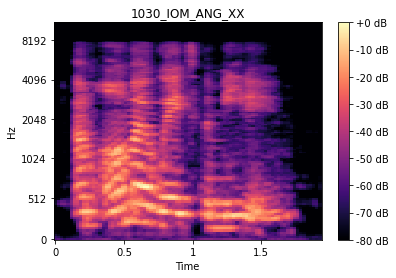 1030_IOM_ANG_XX
+0 dB
8192
-10 dB
4096
-20 dB
-30 dB
2048
Hz
-40 dB
1024
-50 dB
512
-60 dB
-70 dB
0
-80 dB
0 0.5 1 1.5
Time